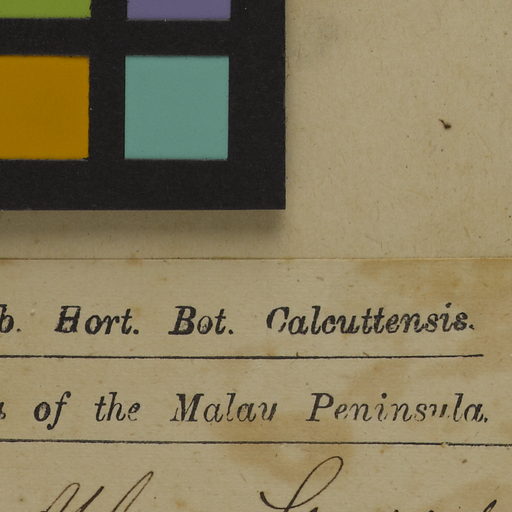 b. Hort. Bot. Calcuttensis.
of the Malay Peninsula.